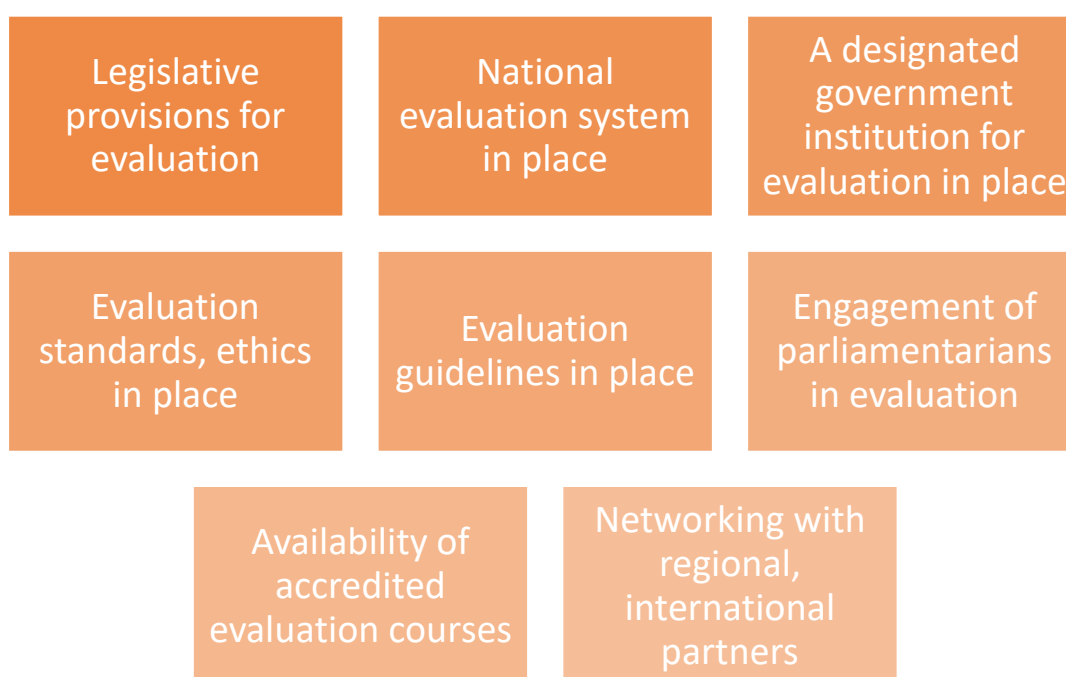 Legislative
provisions for
evaluation
National
evaluation system
in place
A designated
government
institution for
evaluation in place
Evaluation
standards, ethics
in place
Evaluation
guidelines in place
Engagement of
parliamentarians
in evaluation
Availability of
accredited
evaluation courses
Networking with
regional,
international
partners